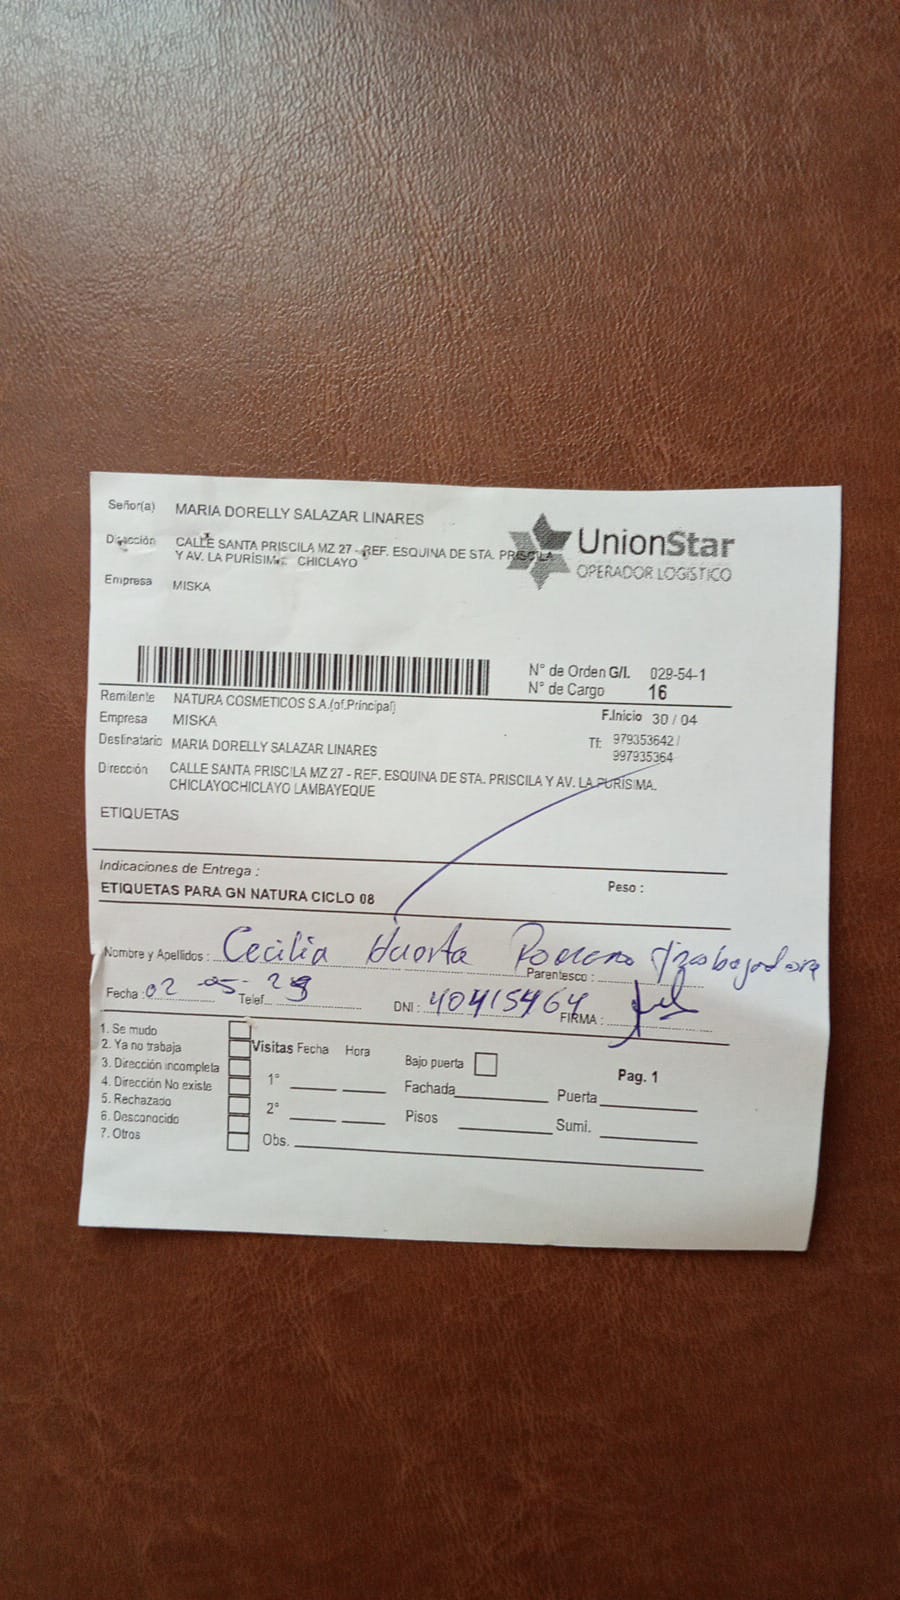 Señor(a) MARIA DORELLY SALAZAR LINARES
Dirección CALLE SANTA PRISCILA MZ 27 - REF. ESQUINA DE STA. PRISCILA
Y AV. LA PURÍSIMA. CHICLAYO
Empresa MISKA
UnionStar
OPERADOR LOGÍSTICO
N° de Orden G/I. 029-54-1
N° de Cargo 16
Remitente NATURA COSMETICOS S.A.(of.Principal)
F.Inicio 30 / 04
Empresa MISKA
Tf: 979353642 /
997935364
Destinatario MARIA DORELLY SALAZAR LINARES
Dirección CALLE SANTA PRISCILA MZ 27 - REF. ESQUINA DE STA. PRISCILA Y AV. LA PURÍSIMA.
CHICLAYOCHICLAYO LAMBAYEQUE
ETIQUETAS
Indicaciones de Entrega :
Peso :
ETIQUETAS PARA GN NATURA CICLO 08
Nombre y Apellidos : Cecilia Huorta
Parentesco : trabajadora
Fecha : 02 -05-
Telef.
DNI : 40415464
FIRMA :
1. Se mudo
2. Ya no trabaja
3. Dirección incompleta
4. Dirección No existe
5. Rechazado
6. Desconocido
7. Otros
Visitas Fecha Hora
1°
2°
Obs.
Bajo puerta
Pag. 1
Fachada
Puerta
Pisos
Sumi.